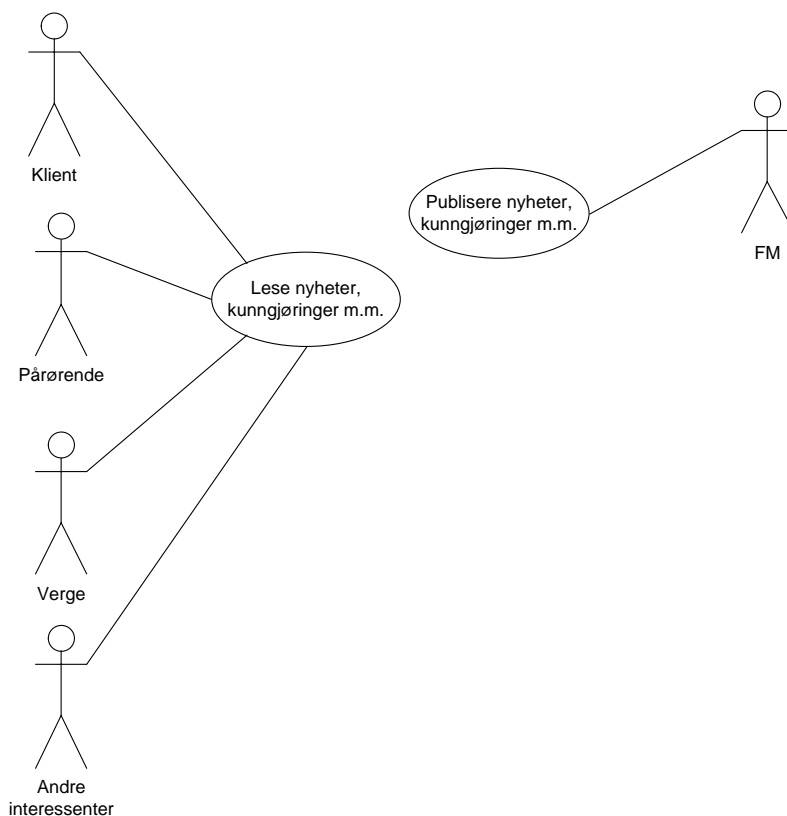 Klient
Publisere nyheter,
kunngjøringer m.m.
FM
Lese nyheter,
kunngjøringer m.m.
Pårørende
Verge
Andre
interessenter